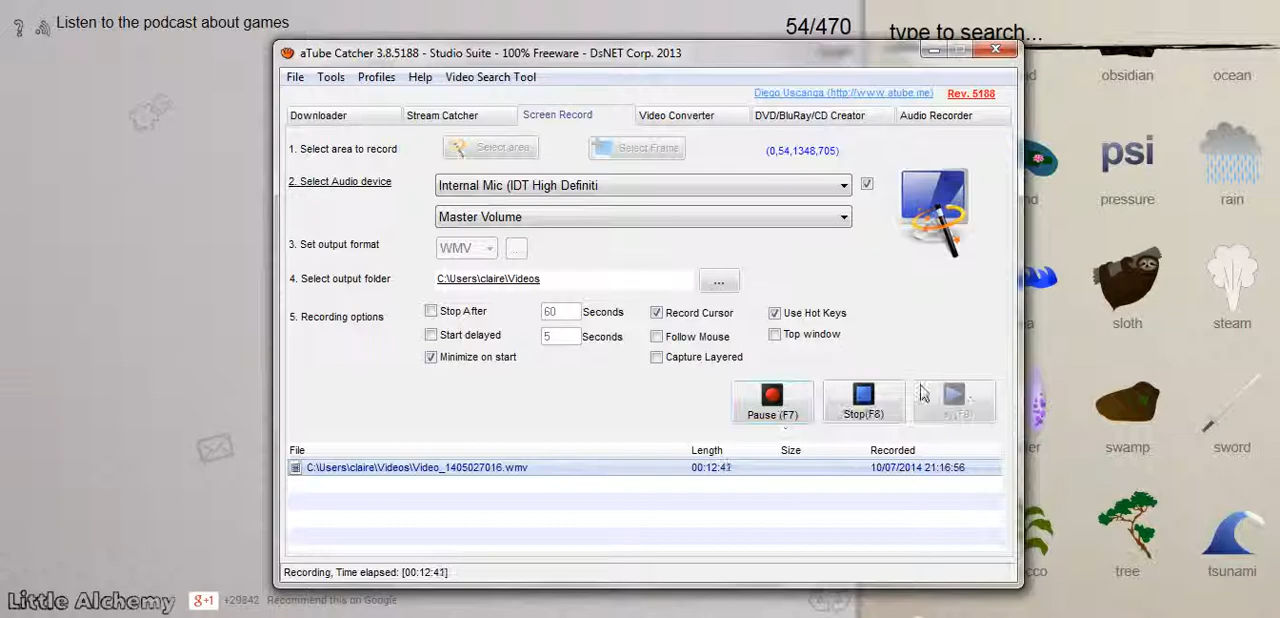 Listen to the podcast about games
54/470
type to search...
aTube Catcher 3.8.5188 - Studio Suite - 100% Freeware - DsNET Corp. 2013
File Tools Profiles Help Video Search Tool
Diego Uscanga (http://www.atube.me) Rev. 5188
Downloader Stream Catcher Screen Record Video Converter DVD/BluRay/CD Creator Audio Recorder
1. Select area to record Select area Select Frame (0,54,1348,705)
2. Select Audio device Internal Mic (IDT High Definiti
Master Volume
3. Set output format WMV ...
4. Select output folder C:\Users\claire\Videos ...
5. Recording options
Stop After 60 Seconds Record Cursor Use Hot Keys
Start delayed 5 Seconds Follow Mouse Top window
Minimize on start Capture Layered
Pause (F7) Stop(F8)
File Length Size Recorded
C:\Users\claire\Videos\Video_1405027016.wmv 10/07/2014 21:16:56
Recording, Time elapsed:
obsidian ocean
psi
pressure rain
sloth steam
swamp sword
tree tsunami
Little Alchemy
g+1 +29842 Recommend this on Google